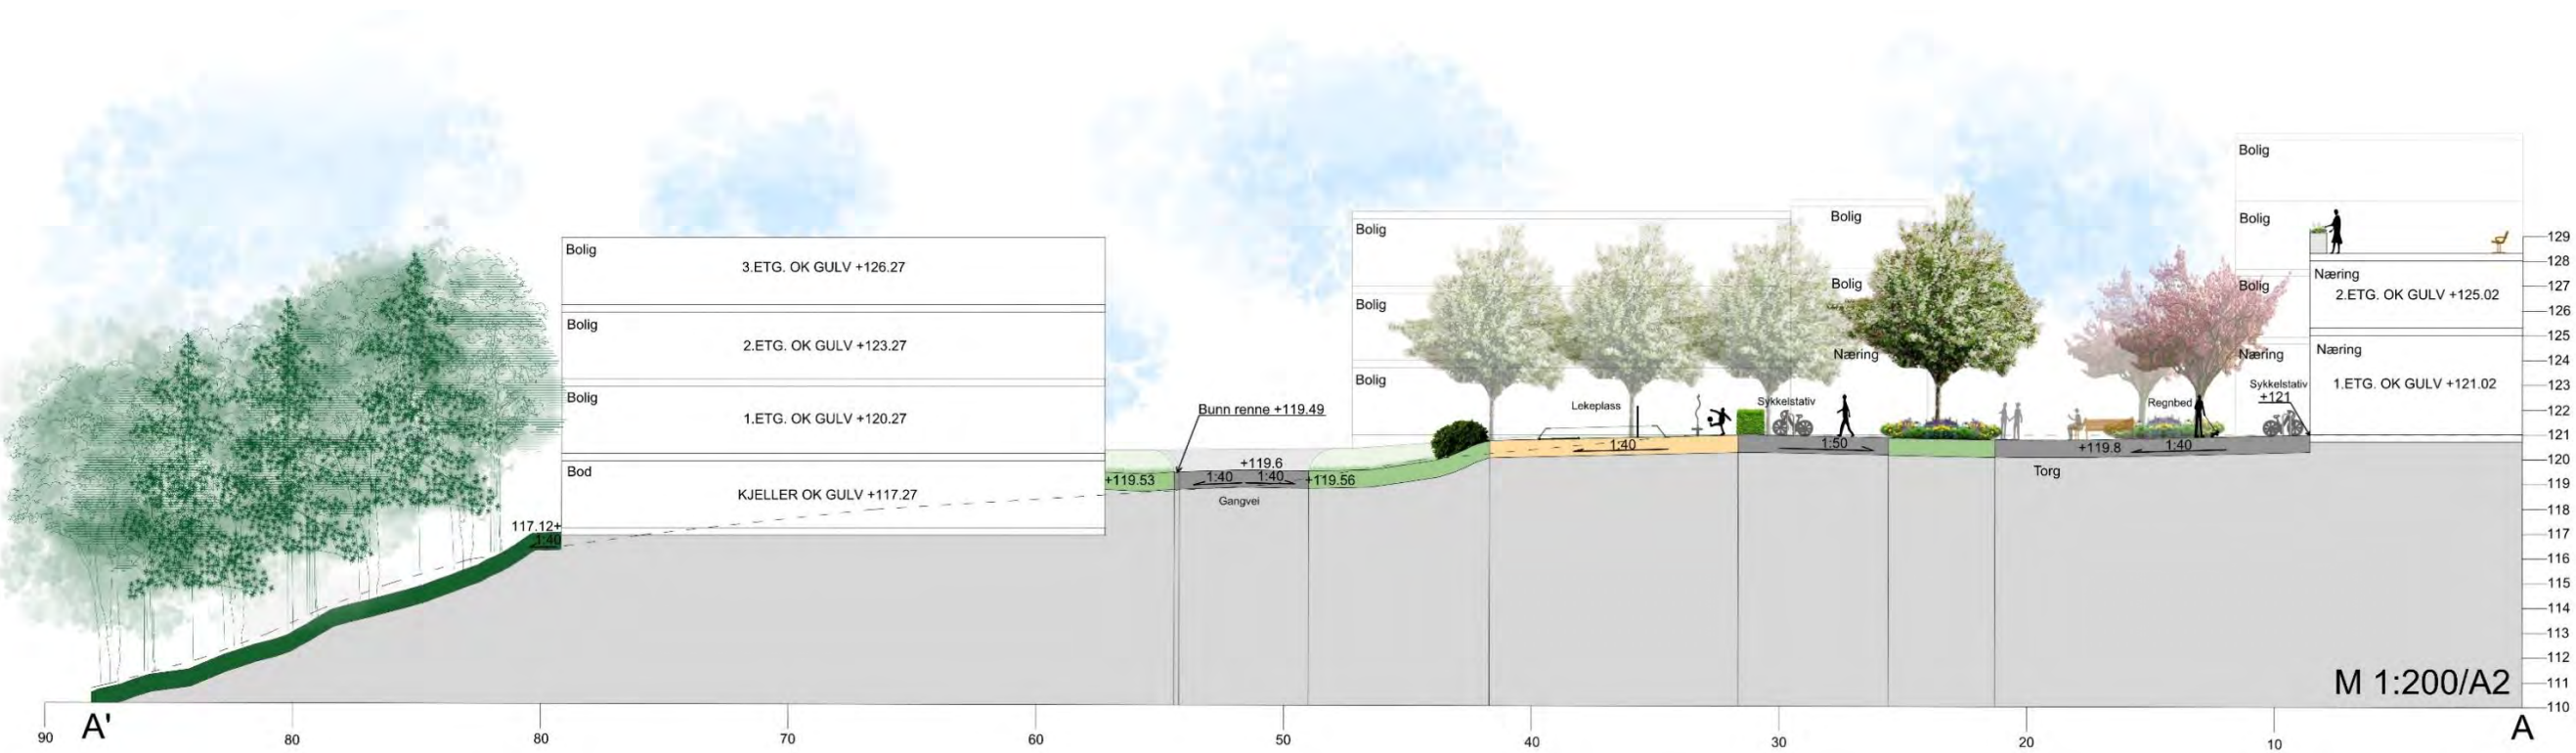 Bolig
3.ETG. OK GULV +126.27
Bolig
2.ETG. OK GULV +123.27
Bolig
1.ETG. OK GULV +120.27
Bod
KJELLER OK GULV +117.27
117.12+
1:40
Bunn renne +119.49
+119.53
+119.6
1:40
1:40
+119.56
Gangvei
Bolig
Bolig
Bolig
Lekeplass
1:40
Bolig
Bolig
Næring
Sykkelstativ
1:50
Regnbed
+119.8
1:40
Torg
Bolig
Bolig
Bolig
Næring
Sykkelstativ
+121
Næring
2.ETG. OK GULV +125.02
Næring
1.ETG. OK GULV +121.02
129
128
127
126
125
124
123
122
121
120
119
118
117
116
115
114
113
112
111
110
M 1:200/A2
A'
A
90
80
80
70
60
50
40
30
20
10